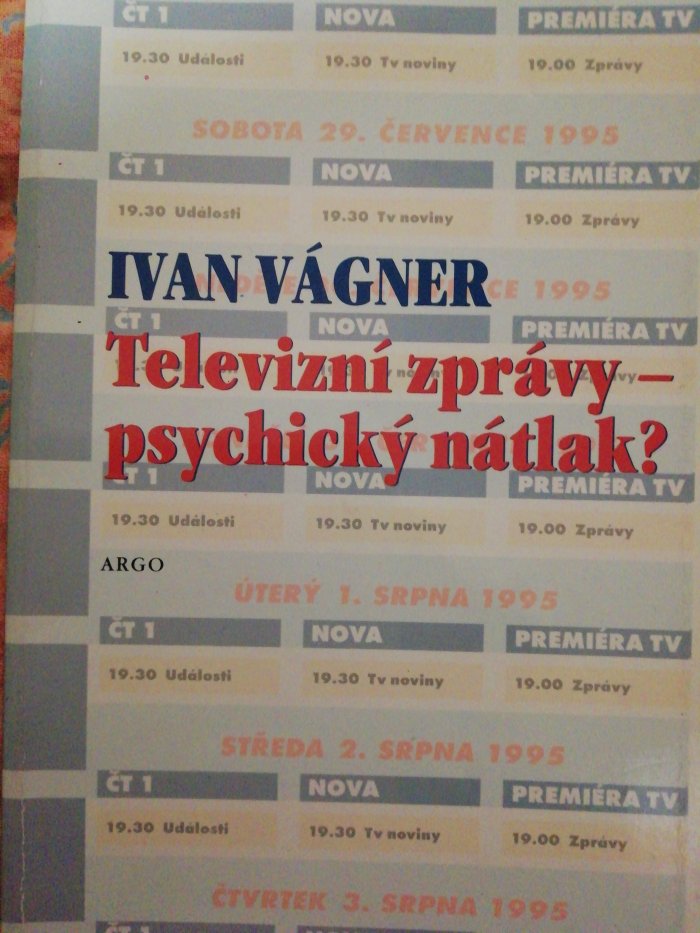 ČT 1 NOVA PREMIÉRA TV
19.30 Události 19.30 Tv noviny 19.00 Zprávy
SOBOTA 29. ČERVENCE 1995
ČT 1 NOVA PREMIÉRA TV
19.30 Události 19.30 Tv noviny 19.00 Zprávy
IVAN VÁGNER
CE 1995
ČT 1 NOVA PREMIÉRA TV
Televizní zprávy –
psychický nátlak?
ČT 1 NOVA PREMIÉRA TV
19.30 Události 19.30 Tv noviny 19.00 Zprávy
ARGO
ÚTERÝ 1. SRPNA 1995
ČT 1 NOVA PREMIÉRA TV
19.30 Události 19.30 Tv noviny 19.00 Zprávy
STŘEDA 2. SRPNA 1995
ČT 1 NOVA PREMIÉRA TV
19.30 Události 19.30 Tv noviny 19.00 Zprávy
ČTVRTEK 3. SRPNA 1995
ČT 1